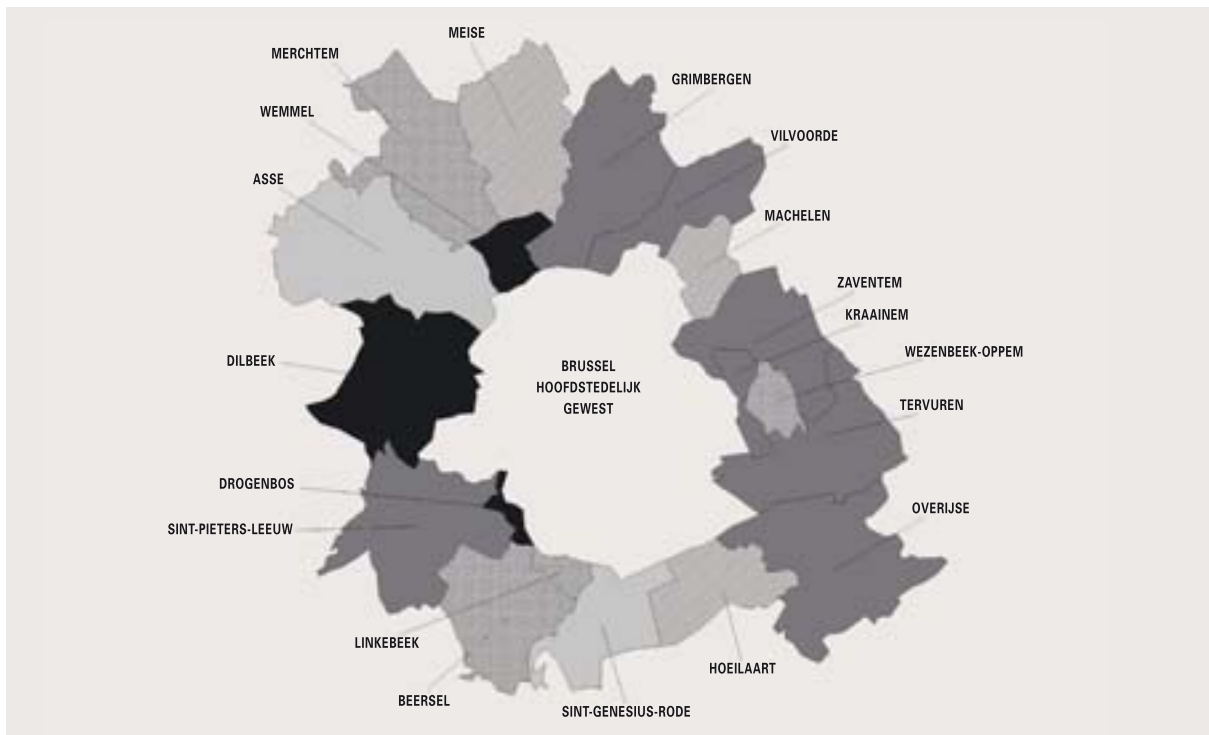 MEISE
MERCHTEM
GRIMBERGEN
WEMMEL
VILVOORDE
ASSE
MACHELEN
ZAVENTEM
KRAAINEM
WEZENBEEK-OPPEM
DILBEEK
BRUSSEL
HOOFDSTEDELIJK
GEWEST
TERVUREN
DROGENBOS
OVERIJSE
SINT-PIETERS-LEEUW
LINKEBEEK
HOEILAART
BEERSEL
SINT-GENESIUS-RODE